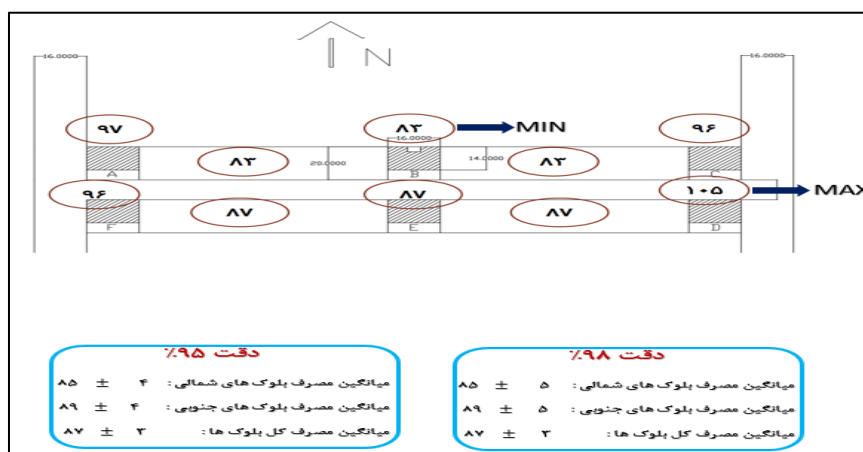 N
16.0000
16.0000
۹۷
۸۳
MIN
۹۶
16.0000
۸۳
20.0000
14.0000
۸۳
A
B
C
۹۶
۸۷
۱۰۵
MAX
۸۷
۸۷
F
E
D
دقت ۹۵٪
میانگین مصرف بلوک های شمالی : ۴ ± ۸۵
میانگین مصرف بلوک های جنوبی : ۴ ± ۸۹
میانگین مصرف کل بلوک ها : ۳ ± ۸۷
دقت ۹۸٪
میانگین مصرف بلوک های شمالی : ۵ ± ۸۵
میانگین مصرف بلوک های جنوبی : ۵ ± ۸۹
میانگین مصرف کل بلوک ها : ۳ ± ۸۷